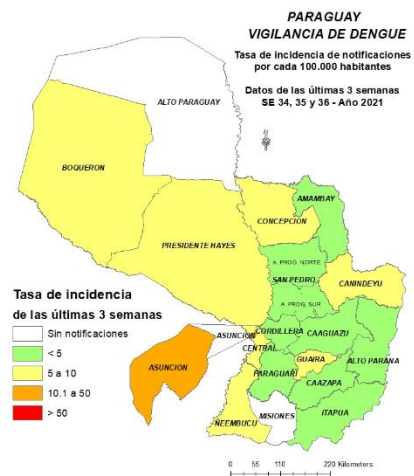 PARAGUAY
VIGILANCIA DE DENGUE
Tasa de incidencia de notificaciones
por cada 100.000 habitantes
Datos de las últimas 3 semanas
SE 34, 35 y 36 - Año 2021
ALTO PARAGUAY
BOQUERON
AMAMBAY
CONCEPCION
PRESIDENTE HAYES
A. PROG. NORTE
SAN PEDRO
CANINDEYU
A. PROG. SUR
Tasa de incidencia
de las últimas 3 semanas
Sin notificaciones
< 5
5 a 10
10.1 a 50
> 50
ASUNCION
CORDILLERA
CAAGUAZU
CENTRAL
ASUNCION
GUAIRA
ALTO PARANA
PARAGUARI
CAAZAPA
ÑEEMBUCU
MISIONES
ITAPUA
0 55 110 220 Kilometers